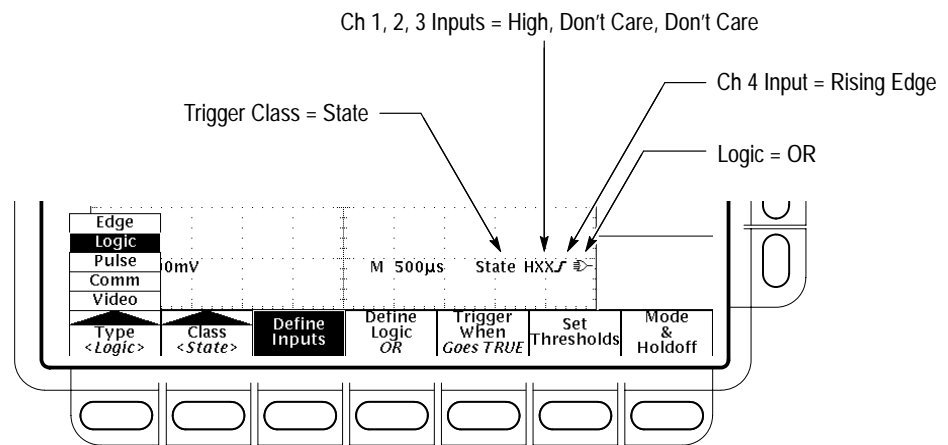 Ch 1, 2, 3 Inputs = High, Don't Care, Don't Care
Ch 4 Input = Rising Edge
Trigger Class = State
Logic = OR
Edge
Logic
Pulse
Comm
Video
0mV
M 500µs
State HXX
Type
<Logic>
Class
<State>
Define
Inputs
Define
Logic
OR
Trigger
When
Goes TRUE
Set
Thresholds
Mode
&
Holdoff